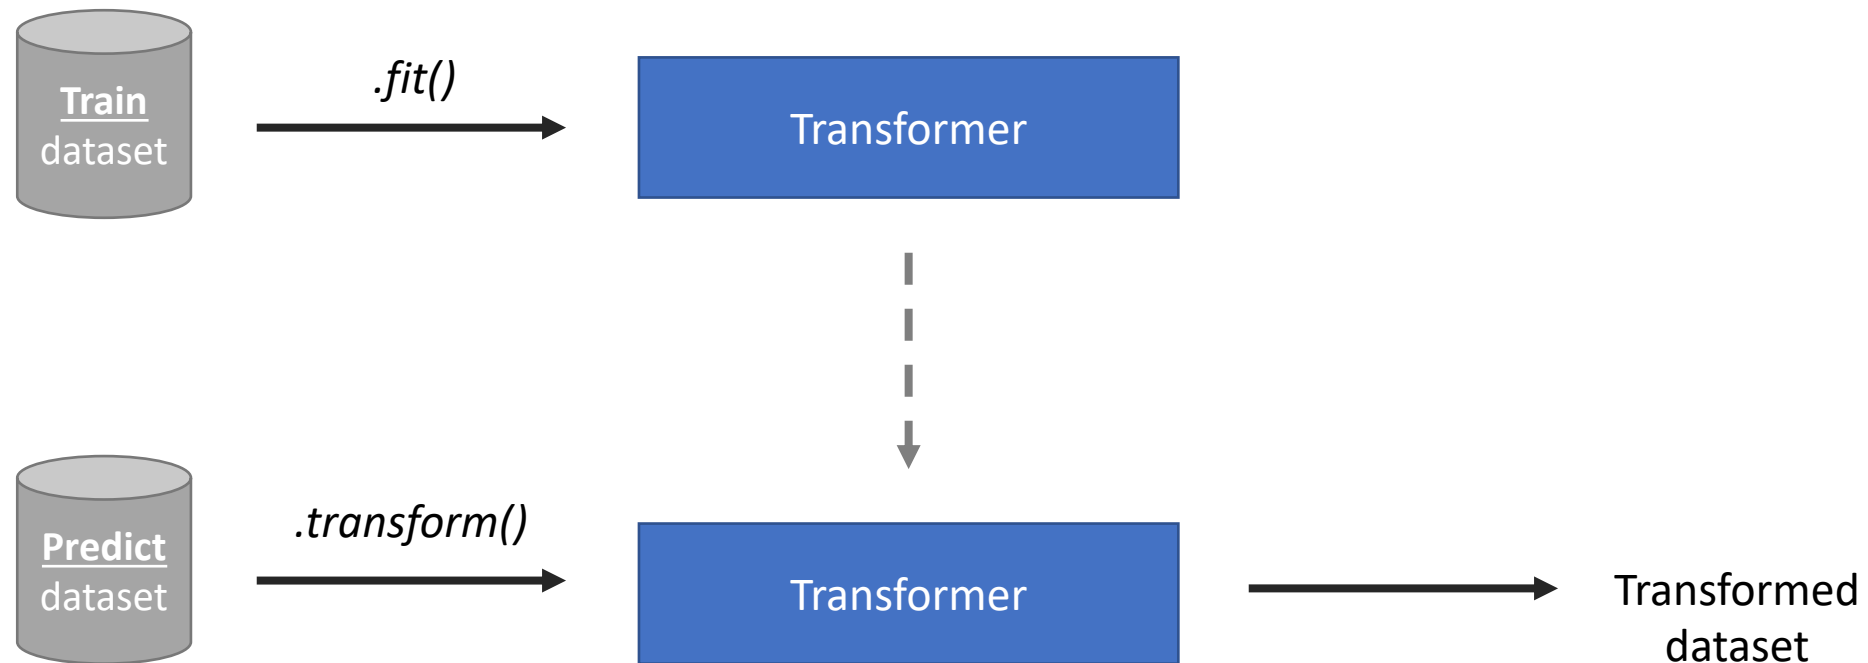 Train
dataset
.fit()
Transformer
Predict
dataset
.transform()
Transformer
Transformed
dataset